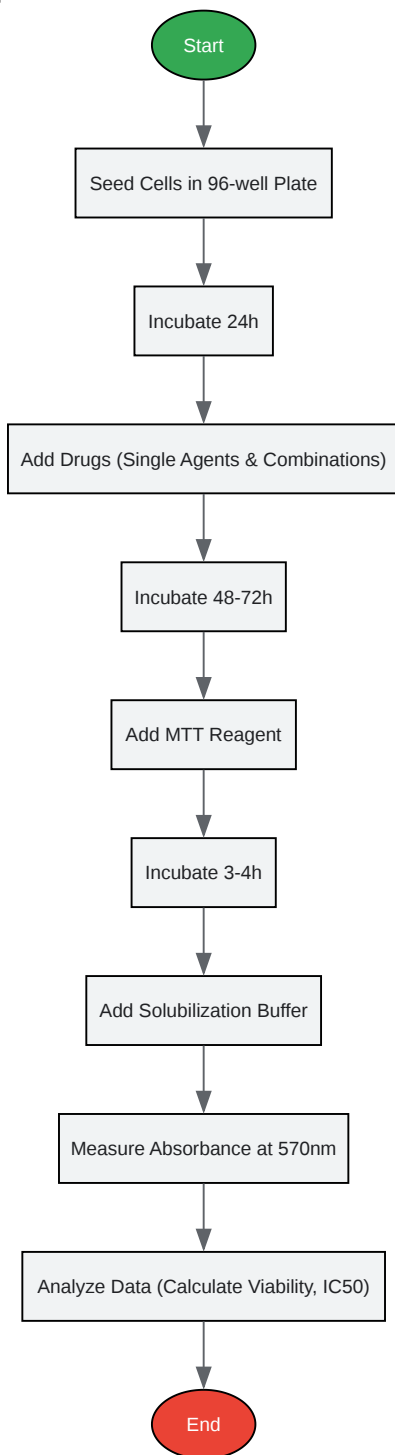 Start
Seed Cells in 96-well Plate
Incubate 24h
Add Drugs (Single Agents & Combinations)
Incubate 48-72h
Add MTT Reagent
Incubate 3-4h
Add Solubilization Buffer
Measure Absorbance at 570nm
Analyze Data (Calculate Viability, IC50)
End